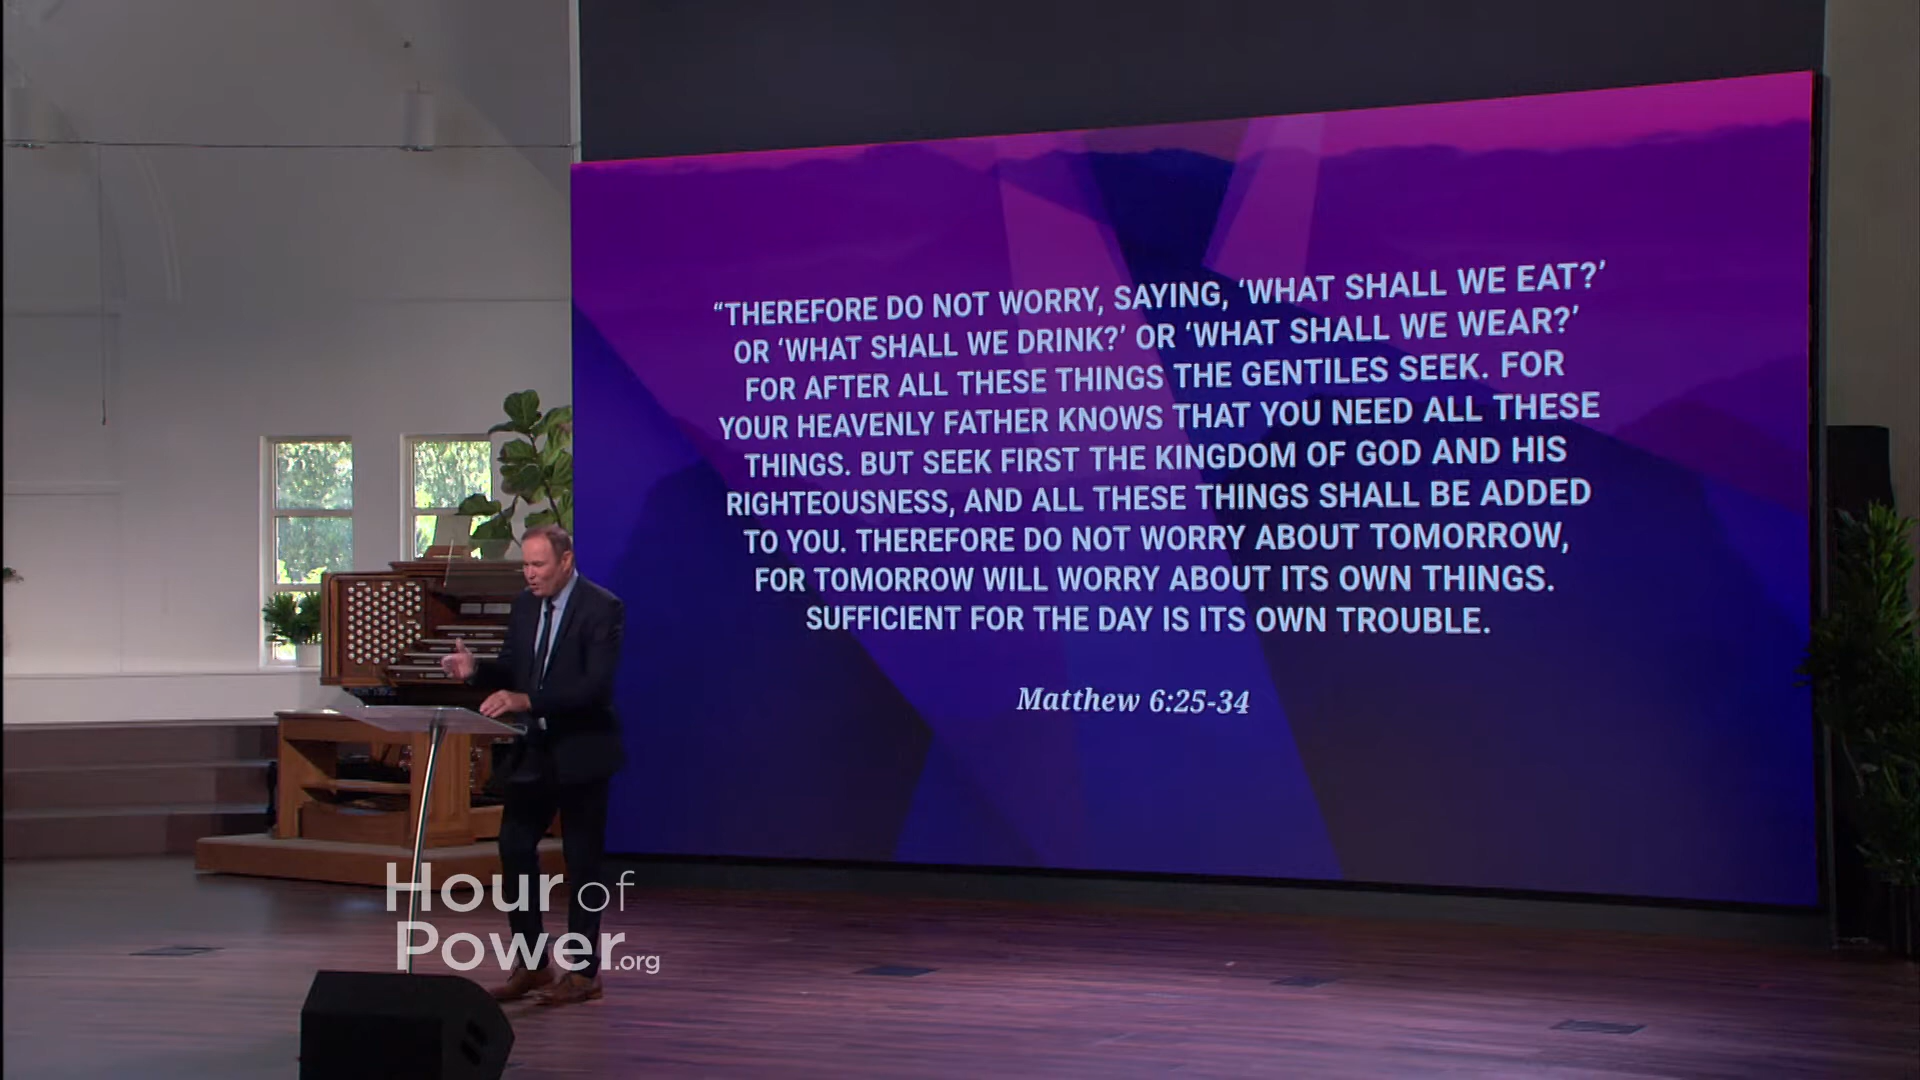 “THEREFORE DO NOT WORRY, SAYING, ‘WHAT SHALL WE EAT?’
OR ‘WHAT SHALL WE DRINK?’ OR ‘WHAT SHALL WE WEAR?’
FOR AFTER ALL THESE THINGS THE GENTILES SEEK. FOR
YOUR HEAVENLY FATHER KNOWS THAT YOU NEED ALL THESE
THINGS. BUT SEEK FIRST THE KINGDOM OF GOD AND HIS
RIGHTEOUSNESS, AND ALL THESE THINGS SHALL BE ADDED
TO YOU. THEREFORE DO NOT WORRY ABOUT TOMORROW,
FOR TOMORROW WILL WORRY ABOUT ITS OWN THINGS.
SUFFICIENT FOR THE DAY IS ITS OWN TROUBLE.
Matthew 6:25-34
Hour of
Power.org